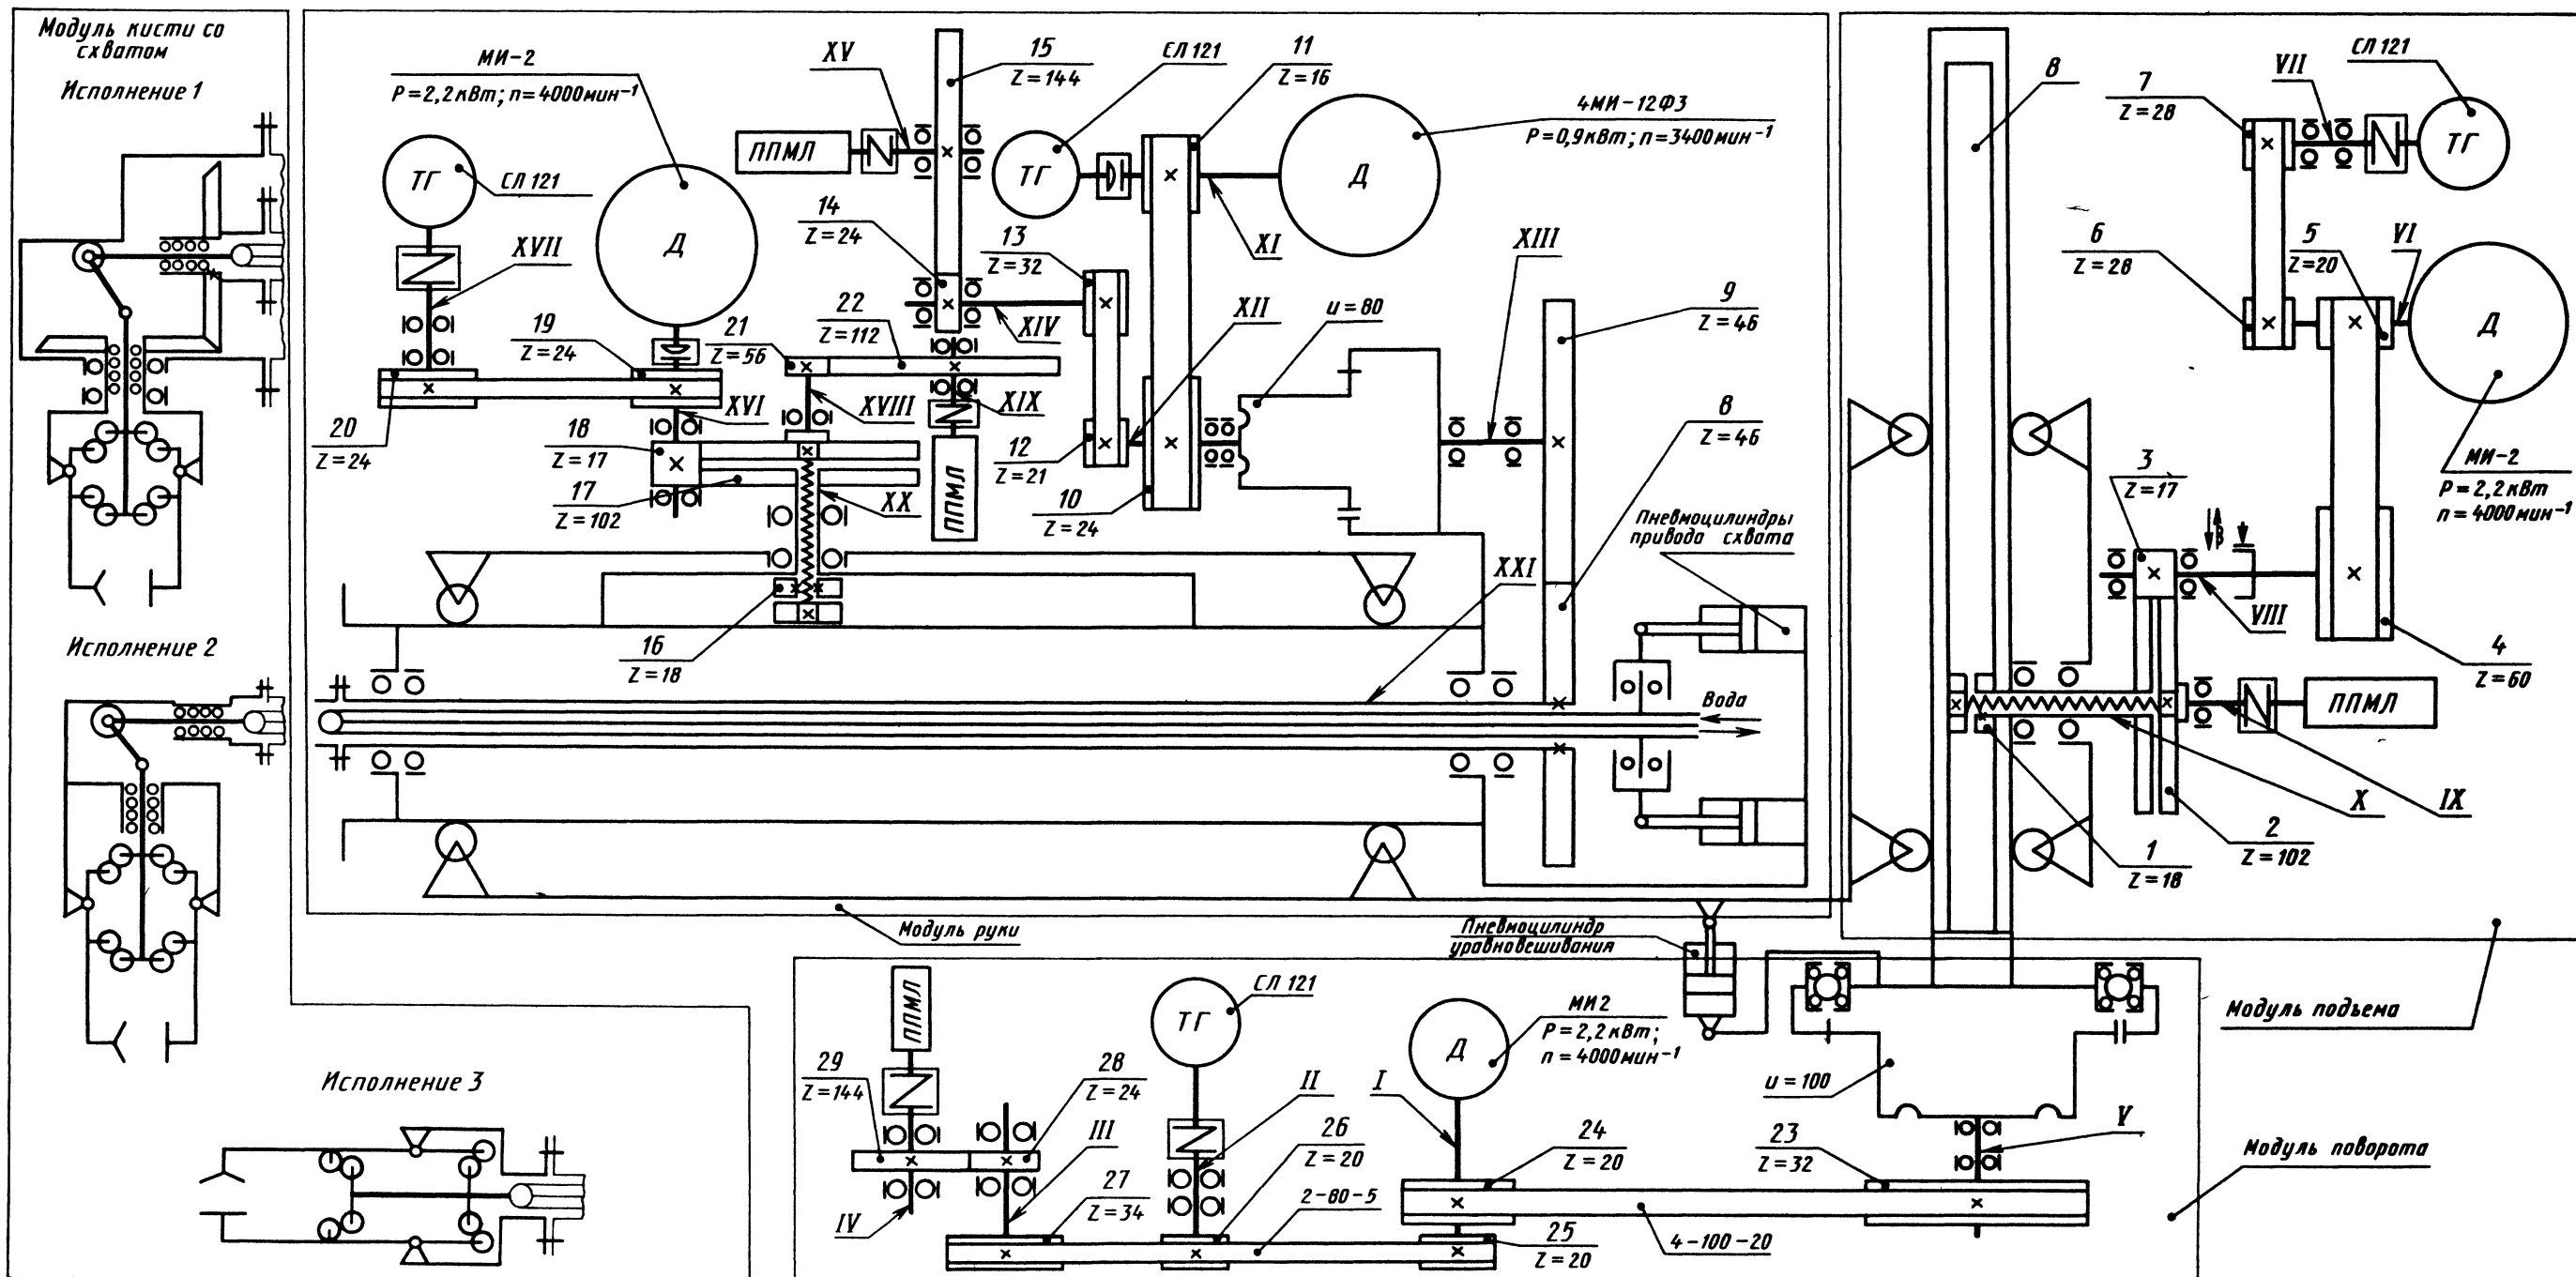 Модуль кисти со
схватом
Исполнение 1
Исполнение 2
Исполнение 3
МИ-2
P=2,2кВт; n=4000мин⁻¹
ТГ
СЛ 121
XVII
Д
19
Z=24
20
Z=24
XVI
18
Z=17
17
Z=102
21
Z=56
22
Z=112
XVIII
XIX
ППМЛ
XX
16
Z=18
XV
ППМЛ
15
Z=144
14
Z=24
XIV
13
Z=32
12
Z=21
XII
СЛ 121
ТГ
11
Z=16
XI
4МИ-12Ф3
P=0,9кВт; n=3400мин⁻¹
Д
10
Z=24
u=80
XIII
9
Z=46
8
Z=46
XXI
Пневмоцилиндры
привода схвата
Вода
Модуль руки
8
7
Z=28
VII
СЛ 121
ТГ
6
Z=28
5
Z=20
VI
Д
МИ-2
P=2,2кВт
n=4000мин⁻¹
3
Z=17
В
VIII
4
Z=60
ППМЛ
X
IX
1
Z=18
2
Z=102
Модуль подъема
Пневмоцилиндр
уравновешивания
ППМЛ
29
Z=144
28
Z=24
III
IV
27
Z=34
СЛ 121
ТГ
II
26
Z=20
2-80-5
МИ2
P=2,2кВт;
n=4000мин⁻¹
Д
I
24
Z=20
25
Z=20
4-100-20
23
Z=32
u=100
V
Модуль поворота